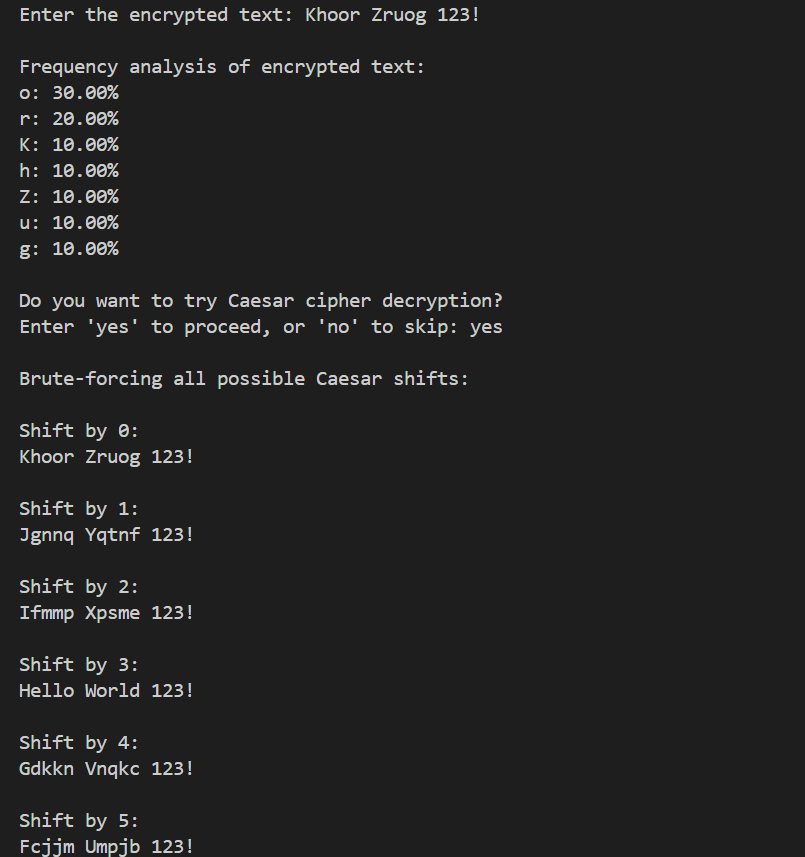 Enter the encrypted text: Khoor Zruog 123!
Frequency analysis of encrypted text:
o: 30.00%
r: 20.00%
K: 10.00%
h: 10.00%
Z: 10.00%
u: 10.00%
g: 10.00%
Do you want to try Caesar cipher decryption?
Enter 'yes' to proceed, or 'no' to skip: yes
Brute-forcing all possible Caesar shifts:
Shift by 0:
Khoor Zruog 123!
Shift by 1:
Jgnnq Yqtnf 123!
Shift by 2:
Ifmmp Xpsme 123!
Shift by 3:
Hello World 123!
Shift by 4:
Gdkkn Vnqkc 123!
Shift by 5:
Fcjjm Umpjb 123!